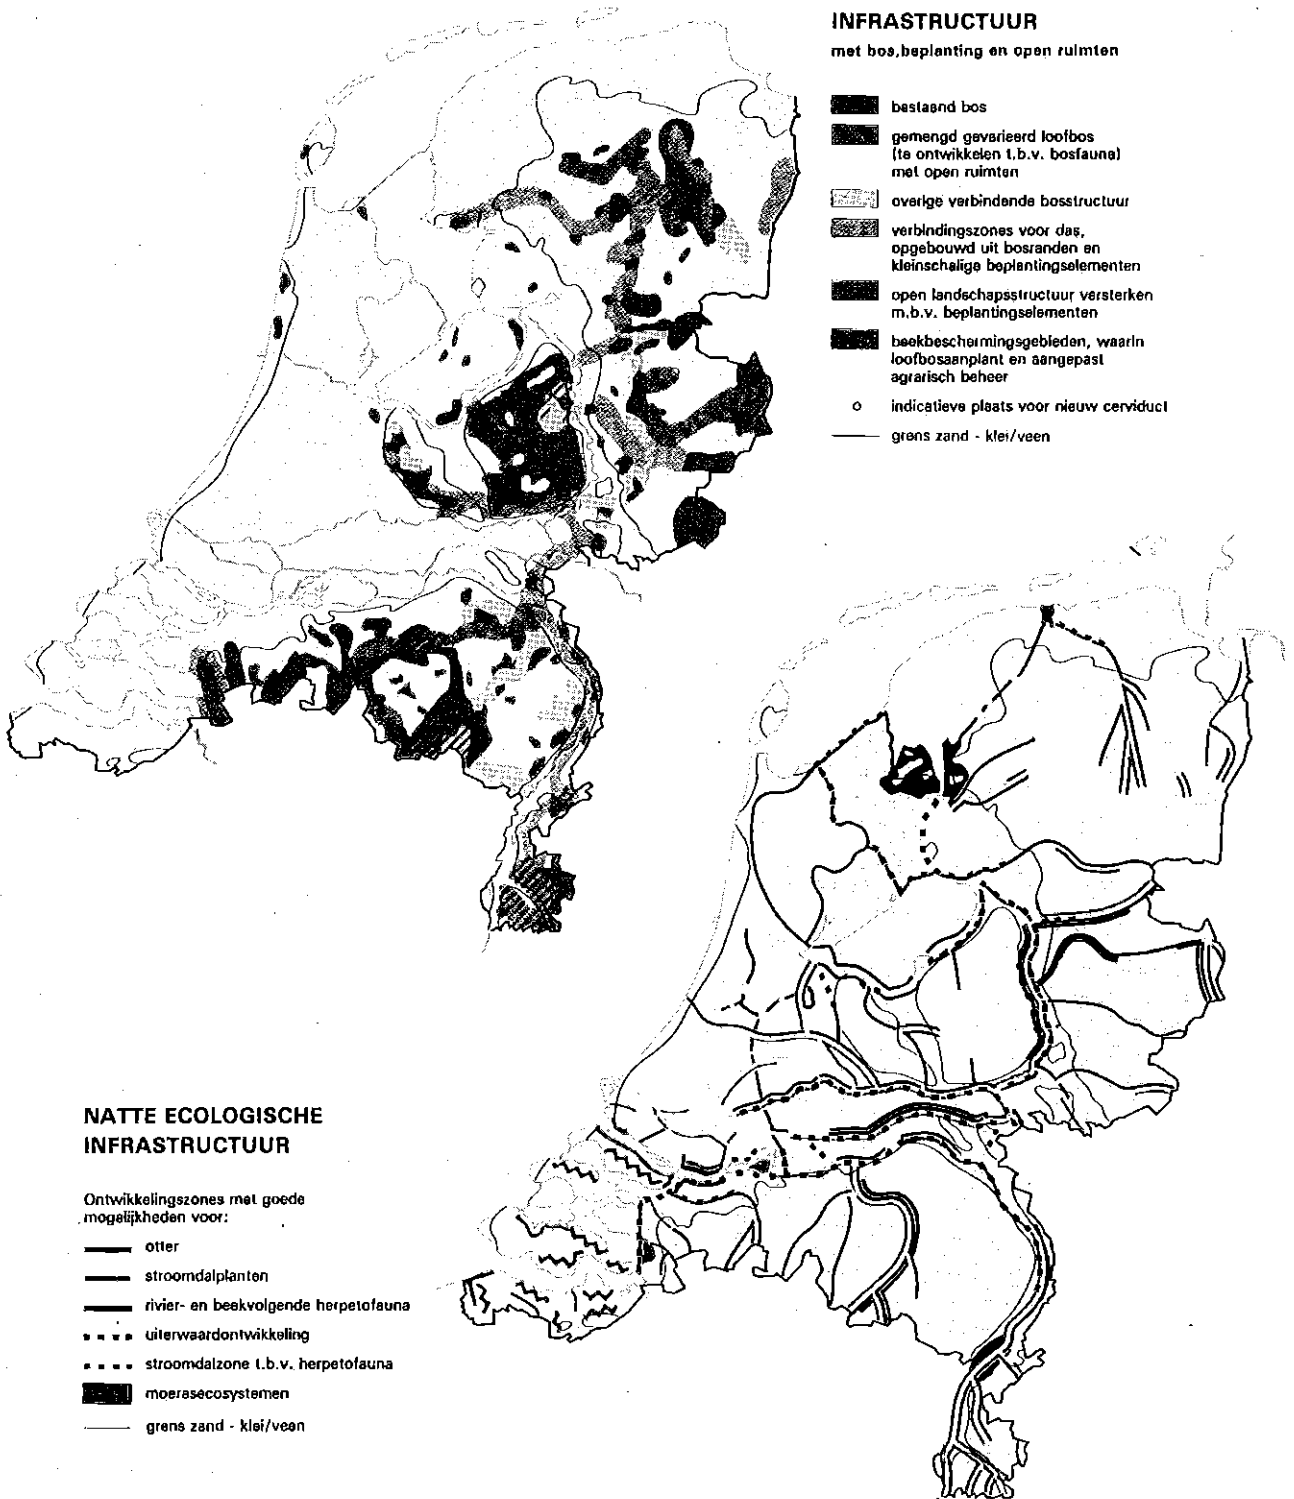 INFRASTRUCTUUR
met bos,beplanting en open ruimten
bestaand bos
gemengd gevarieerd loofbos
(te ontwikkelen t.b.v. bosfauna)
met open ruimten
overige verbindende bosstructuur
verbindingszones voor das,
opgebouwd uit bosranden en
kleinschalige beplantingselementen
open landschapsstructuur versterken
m.b.v. beplantingselementen
beekbeschermingsgebieden, waarin
loofbosaanplant en aangepast
agrarisch beheer
indicatieve plaats voor nieuw cerviduct
grens zand - klei/veen
NATTE ECOLOGISCHE
INFRASTRUCTUUR
Ontwikkelingszones met goede
mogelijkheden voor:
otter
stroomdalplanten
rivier- en beekvolgende herpetofauna
uiterwaardontwikkeling
stroomdalzone t.b.v. herpetofauna
moerasecosystemen
grens zand - klei/veen